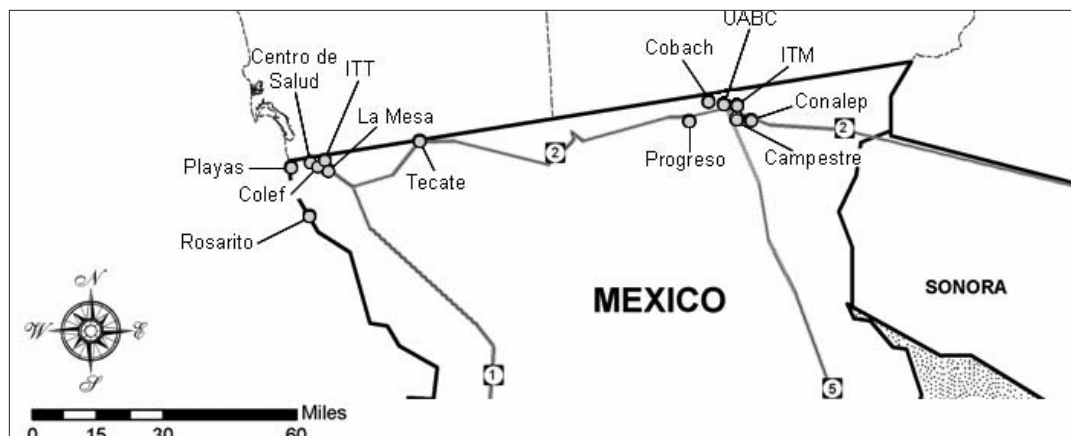 UABC
Cobach
ITM
Centro de
Salud
ITT
La Mesa
Conalep
2
2
Playas
Colef
Tecate
Progreso
Campestre
Rosarito
MEXICO
SONORA
N
W
E
S
1
5
Miles
0 15 30 60